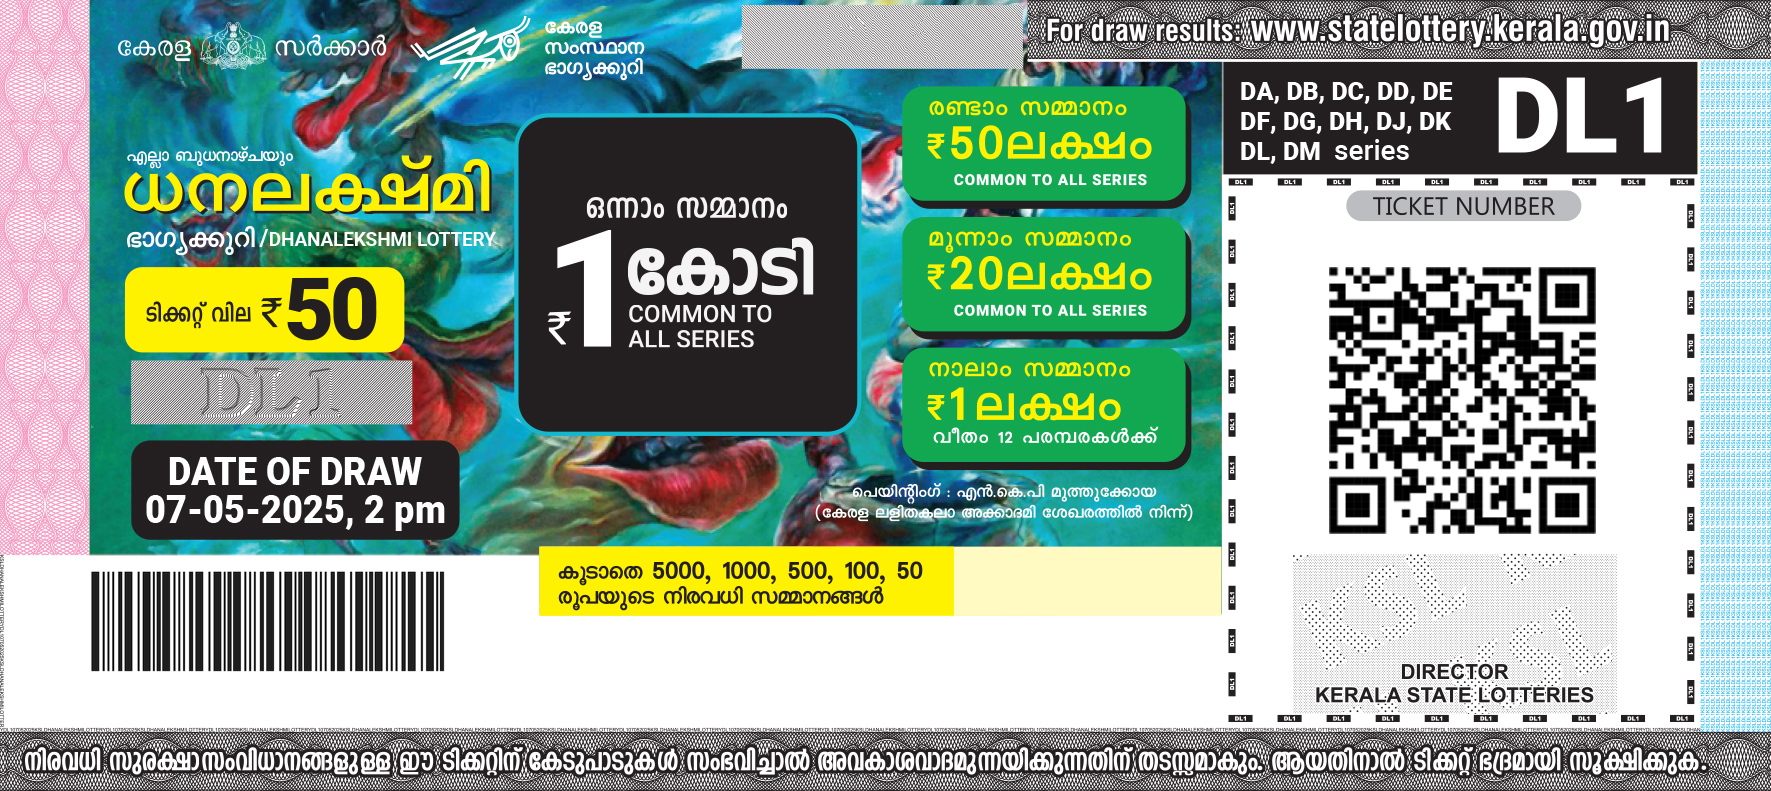 കേരള സർക്കാർ
കേരള
സംസ്ഥാന
ഭാഗ്യക്കുറി
For draw results: www.statelottery.kerala.gov.in
എല്ലാ ബുധനാഴ്ചയും
ധനലക്ഷ്മി
ഭാഗ്യക്കുറി/DHANALEKSHMI LOTTERY
ടിക്കറ്റ് വില ₹50
DL1
DATE OF DRAW
07-05-2025, 2 pm
ഒന്നാം സമ്മാനം
₹1കോടി
COMMON TO
ALL SERIES
രണ്ടാം സമ്മാനം
₹50ലക്ഷം
COMMON TO ALL SERIES
മൂന്നാം സമ്മാനം
₹20ലക്ഷം
COMMON TO ALL SERIES
നാലാം സമ്മാനം
₹1ലക്ഷം
വീതം 12 പരമ്പരകൾക്ക്
പെയിന്റിംഗ് : എൻ.കെ.പി മുത്തുക്കോയ
(കേരള ലളിതകലാ അക്കാദമി ശേഖരത്തിൽ നിന്ന്)
കൂടാതെ 5000, 1000, 500, 100, 50
രൂപയുടെ നിരവധി സമ്മാനങ്ങൾ
DA, DB, DC, DD, DE
DF, DG, DH, DJ, DK
DL, DM series
DL1
TICKET NUMBER
KSL
KSL
DIRECTOR
KERALA STATE LOTTERIES
നിരവധി സുരക്ഷാസംവിധാനങ്ങളുള്ള ഈ ടിക്കറ്റിന് കേടുപാടുകൾ സംഭവിച്ചാൽ അവകാശവാദമുന്നയിക്കുന്നതിന് തടസ്സമാകും. ആയതിനാൽ ടിക്കറ്റ് ഭദ്രമായി സൂക്ഷിക്കുക.